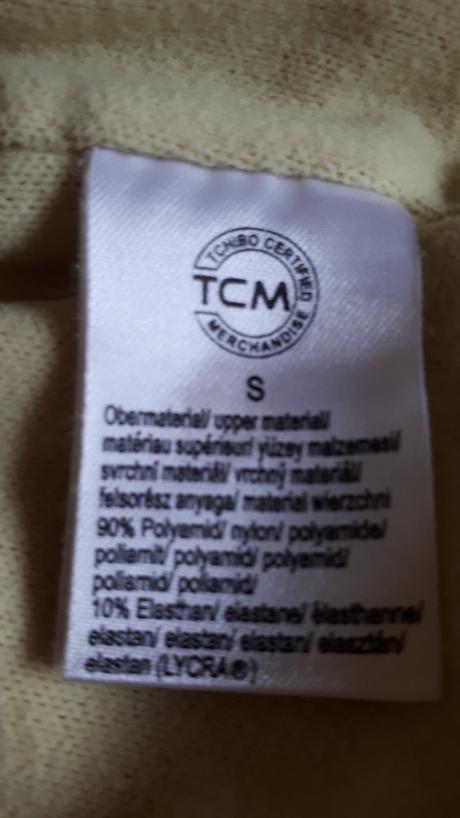 TCHIBO CERTIFIED
TCM
MERCHANDISE
S
Obermaterial/ upper material/
matériau supérieur/ yüzey malzemesi/
svrchní materiál/ vrchný materiál/
felsőrész anyaga/ material wierzchni
90% Polyamid/ nylon/ polyamide/
poliamit/ polyamid/ polyamid/
poliamid/ poliamid/
10% Elasthan/ elastane/ élasthanne/
elastan/ elastan/ elastan/ elasztán/
elastan (LYCRA®)